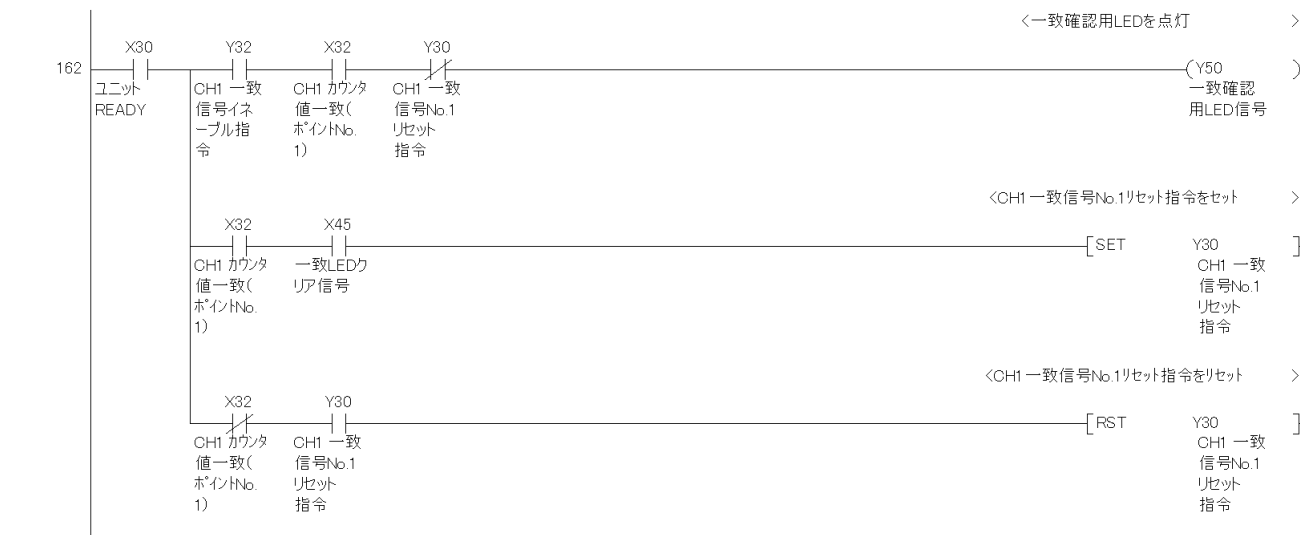 <一致確認用LEDを点灯 >
X30 Y32 X32 Y30
162 (Y50 )
ユニット CH1 一致 CH1 カウンタ CH1 一致 一致確認
READY 信号イネ 値一致( 信号No.1 用LED信号
ーブル指 ポイントNo. リセット
令 1) 指令
<CH1 一致信号No.1リセット指令をセット >
X32 X45
[SET Y30 ]
CH1 カウンタ 一致LEDク CH1 一致
値一致( リア信号 信号No.1
ポイントNo. リセット
1) 指令
<CH1 一致信号No.1リセット指令をリセット >
X32 Y30
[RST Y30 ]
CH1 カウンタ CH1 一致 CH1 一致
値一致( 信号No.1 信号No.1
ポイントNo. リセット リセット
1) 指令 指令